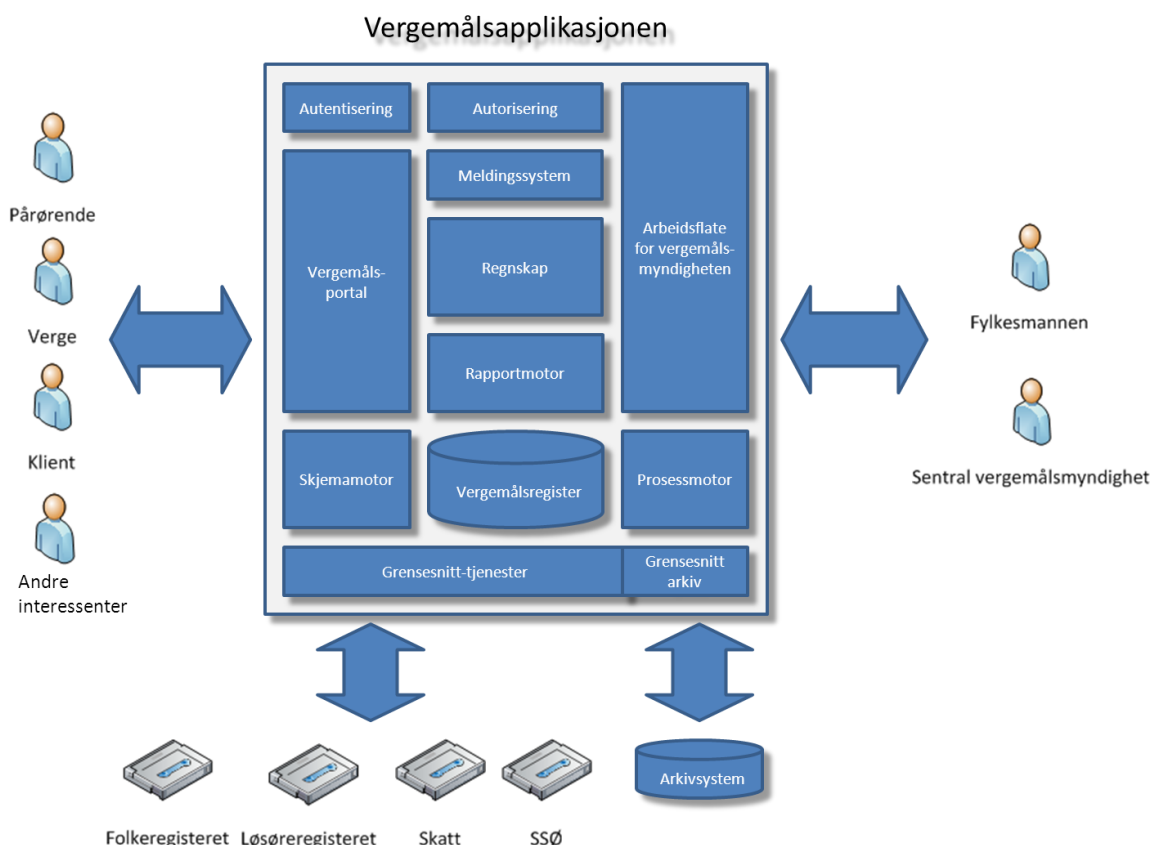 Vergemålsapplikasjonen
Autentisering
Autorisering
Meldingssystem
Vergemåls-
portal
Regnskap
Rapportmotor
Arbeidsflate
for vergemåls-
myndigheten
Skjemamotor
Vergemålsregister
Prosessmotor
Grensesnitt-tjenester
Grensesnitt
arkiv
Pårørende
Verge
Klient
Andre
interessenter
Fylkesmannen
Sentral vergemålsmyndighet
Folkeregisteret
Løsøreregisteret
Skatt
SSØ
Arkivsystem